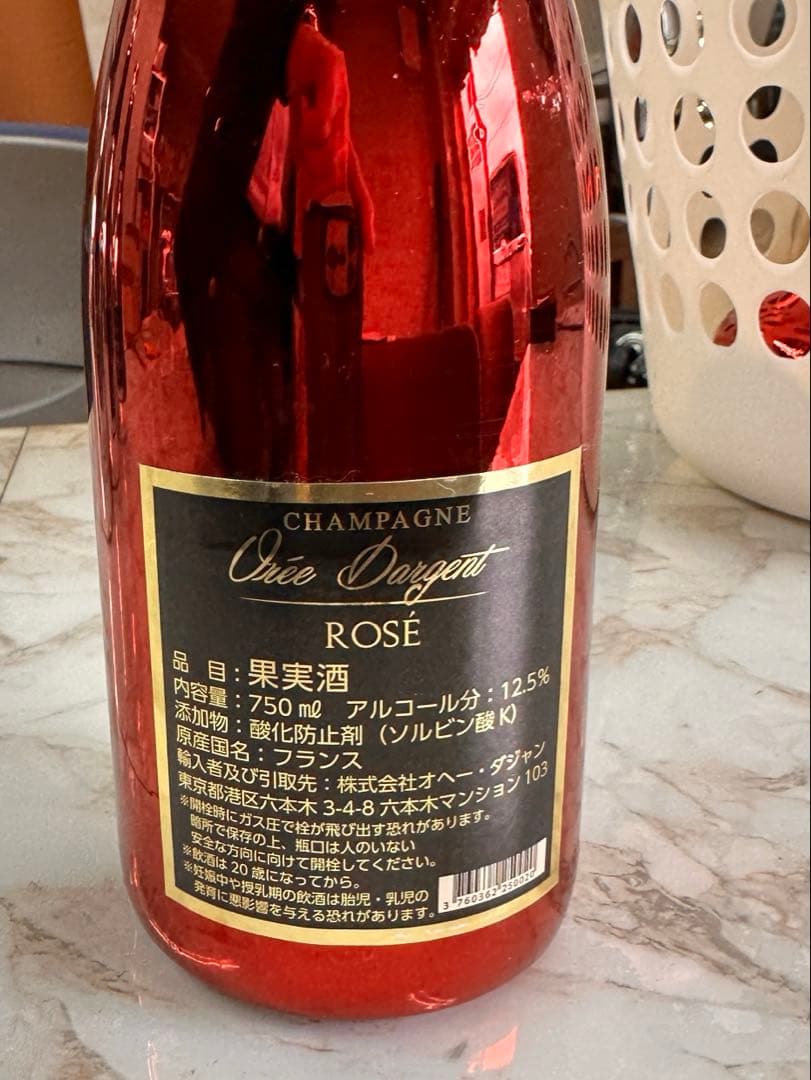 CHAMPAGNE
Orée Dargent
ROSÉ
品 目：果実酒
内容量：750㎖ アルコール分：12.5%
添加物：酸化防止剤（ソルビン酸K）
原産国名：フランス
輸入者及び引取先：株式会社オヘー・ダジャン
東京都港区六本木 3-4-8 六本木マンション 103
※開栓時にガス圧で栓が飛び出す恐れがあります。
暗所で保存の上、瓶口は人のいない
安全な方向に向けて開栓してください。
※飲酒は 20 歳になってから。
※妊娠中や授乳期の飲酒は胎児・乳児の
発育に悪影響を与える恐れがあります。
3 760362 250020